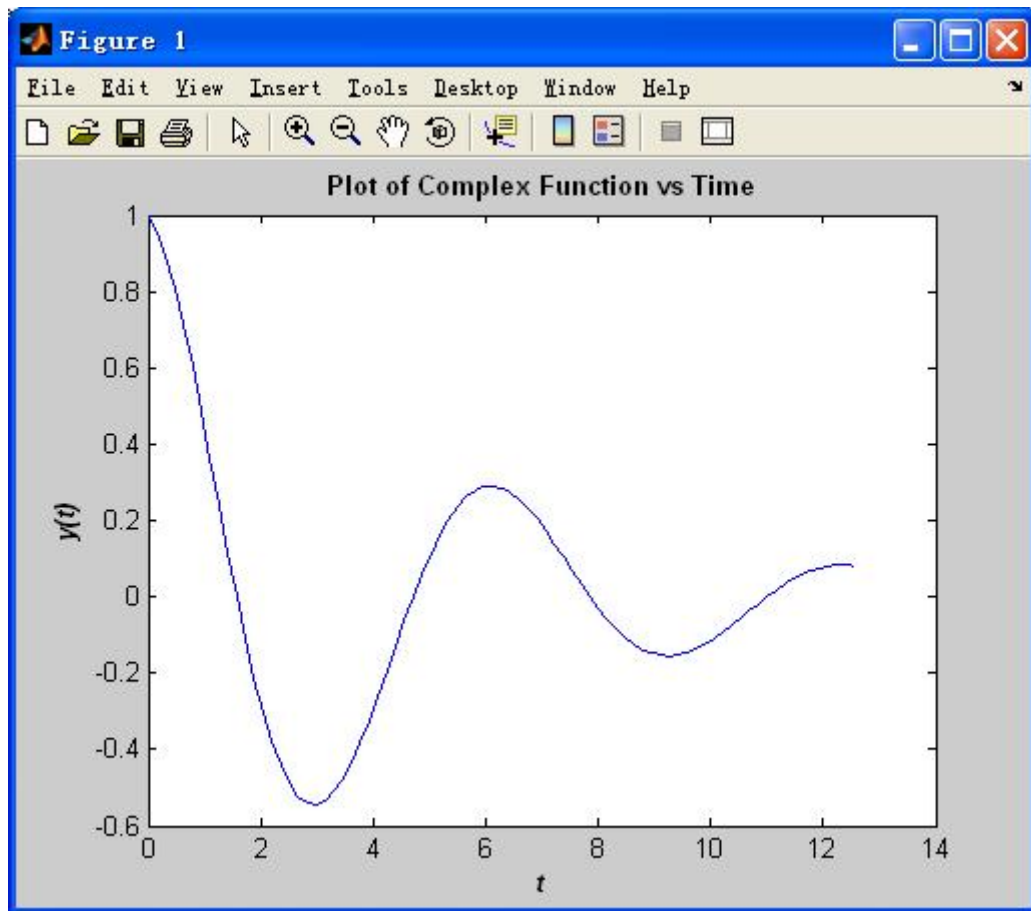 Figure 1
File Edit View Insert Tools Desktop Window Help
Plot of Complex Function vs Time
1
0.8
0.6
0.4
0.2
0
-0.2
-0.4
-0.6
y(t)
0 2 4 6 8 10 12 14
t